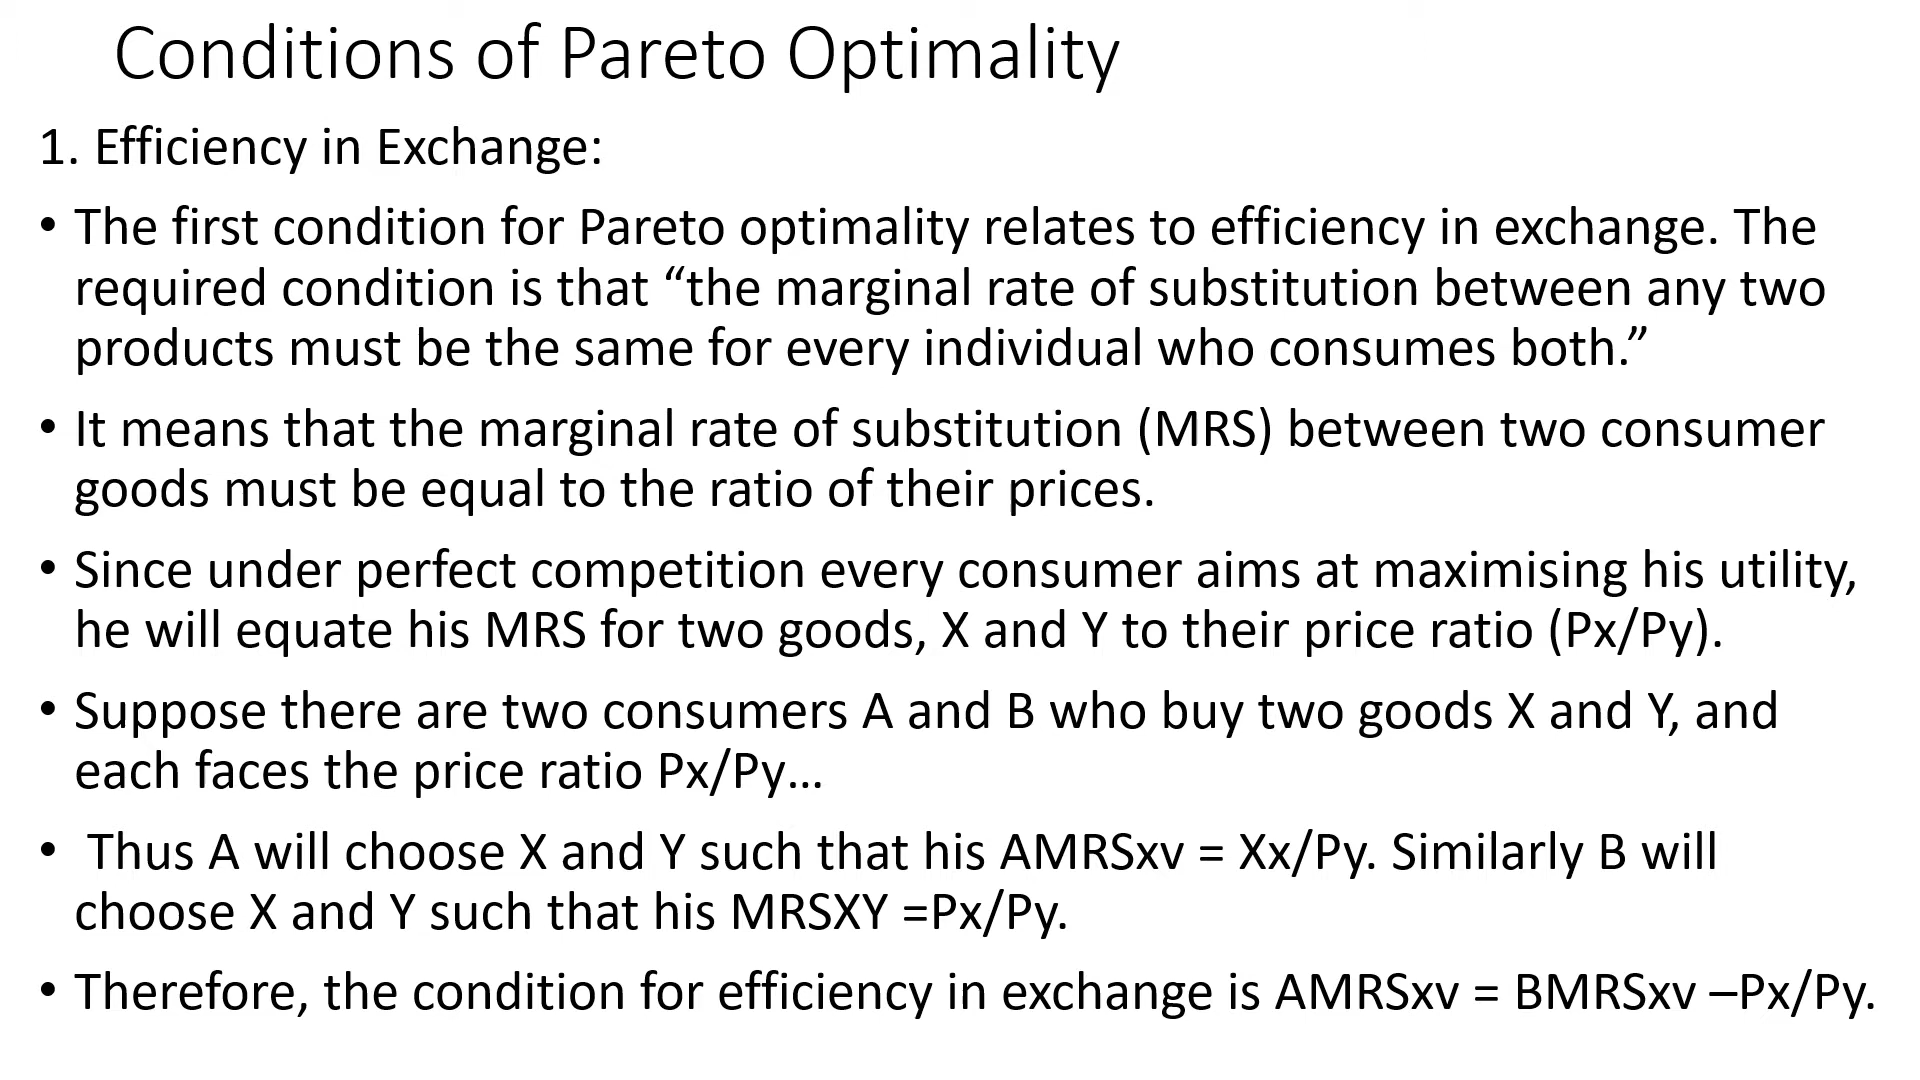 Conditions of Pareto Optimality
1. Efficiency in Exchange:
• The first condition for Pareto optimality relates to efficiency in exchange. The
required condition is that “the marginal rate of substitution between any two
products must be the same for every individual who consumes both.”
• It means that the marginal rate of substitution (MRS) between two consumer
goods must be equal to the ratio of their prices.
• Since under perfect competition every consumer aims at maximising his utility,
he will equate his MRS for two goods, X and Y to their price ratio (Px/Py).
• Suppose there are two consumers A and B who buy two goods X and Y, and
each faces the price ratio Px/Py…
• Thus A will choose X and Y such that his AMRSxv = Xx/Py. Similarly B will
choose X and Y such that his MRSXY =Px/Py.
• Therefore, the condition for efficiency in exchange is AMRSxv = BMRSxv –Px/Py.